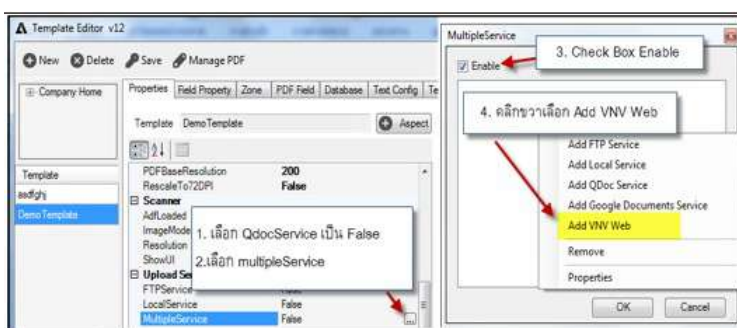 Template Editor v12
New Delete Save Manage PDF
Company Home
Properties Field Property Zone PDF Field Database Text Config Te
Template DemoTemplate Aspect
PDFBaseResolution 200
RescaleTo72DPI False
Scanner
AdfLoaded
ImageMode
Resolution
ShowUI
Upload Se
FTPService
LocalService False
MultipleService False
Template
asdfghj
DemoTemplate
1. เลือก QdocService เป็น False
2.เลือก multipleService
MultipleService
Enable
3. Check Box Enable
4. คลิกขวาเลือก Add VNV Web
Add FTP Service
Add Local Service
Add QDoc Service
Add Google Documents Service
Add VNV Web
Remove
Properties
OK Cancel